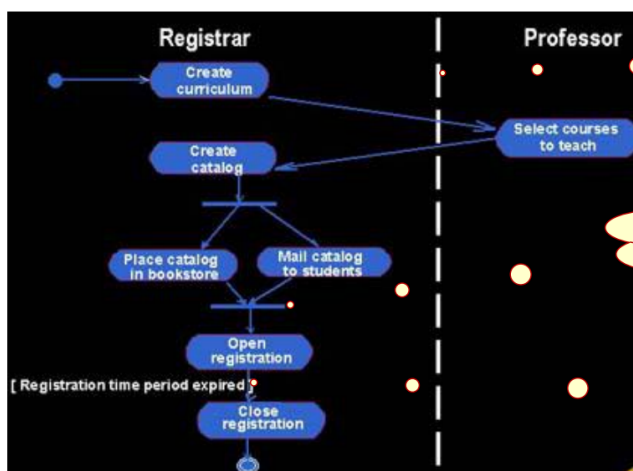 Registrar
Professor
Create
curriculum
Select courses
to teach
Create
catalog
Place catalog
in bookstore
Mail catalog
to students
Open
registration
[ Registration time period expired ]
Close
registration